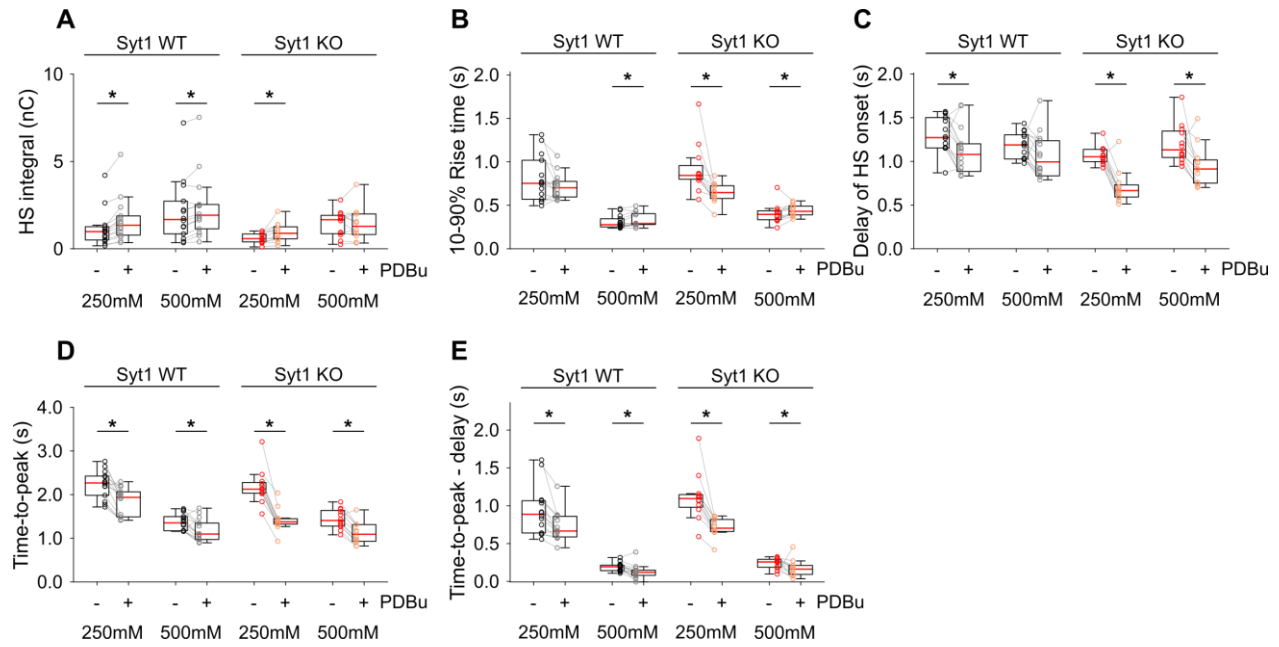 A
Syt1 WT Syt1 KO
HS integral (nC)
10
5
0
* * *
- + - + - + - + PDBu
250mM 500mM 250mM 500mM
B
Syt1 WT Syt1 KO
10-90% Rise time (s)
2.0
1.5
1.0
0.5
0.0
* * *
- + - + - + - + PDBu
250mM 500mM 250mM 500mM
C
Syt1 WT Syt1 KO
Delay of HS onset (s)
2.0
1.5
1.0
0.5
0.0
* * *
- + - + - + - +
250mM 500mM 250mM 500mM
D
Syt1 WT Syt1 KO
Time-to-peak (s)
4.0
3.0
2.0
1.0
0.0
* * * *
- + - + - + - + PDBu
250mM 500mM 250mM 500mM
E
Syt1 WT Syt1 KO
Time-to-peak - delay (s)
2.0
1.5
1.0
0.5
0.0
* * * *
- + - + - + - + PDBu
250mM 500mM 250mM 500mM